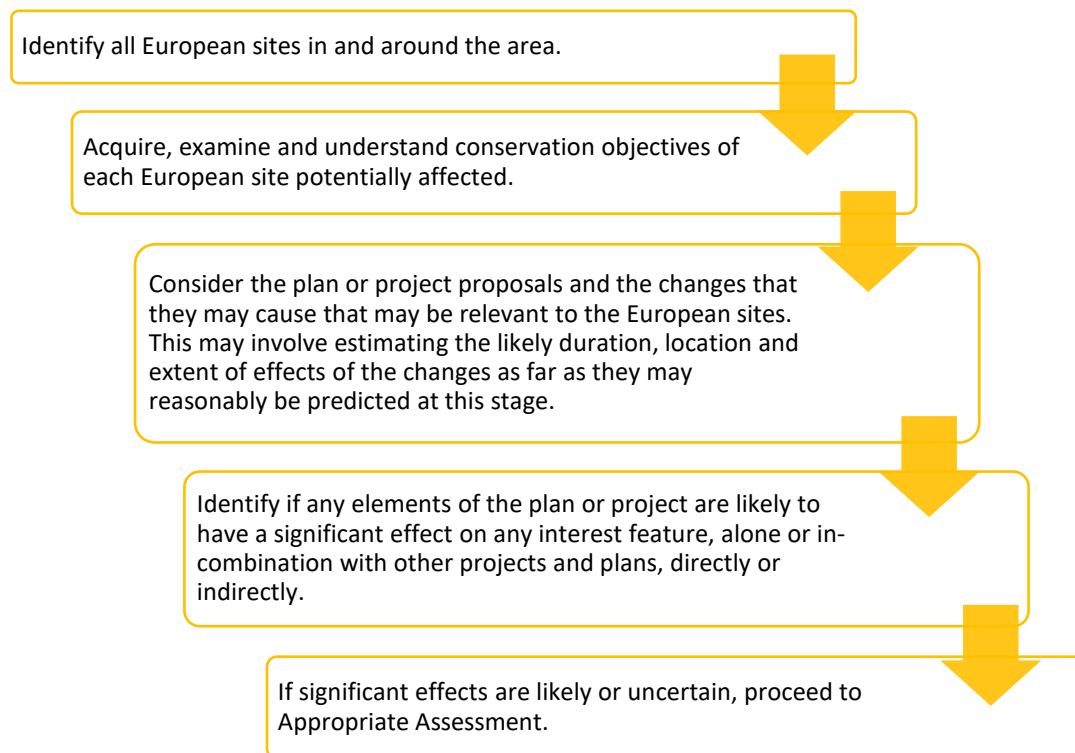 Identify all European sites in and around the area.
Acquire, examine and understand conservation objectives of
each European site potentially affected.
Consider the plan or project proposals and the changes that
they may cause that may be relevant to the European sites.
This may involve estimating the likely duration, location and
extent of effects of the changes as far as they may
reasonably be predicted at this stage.
Identify if any elements of the plan or project are likely to
have a significant effect on any interest feature, alone or in-
combination with other projects and plans, directly or
indirectly.
If significant effects are likely or uncertain, proceed to
Appropriate Assessment.